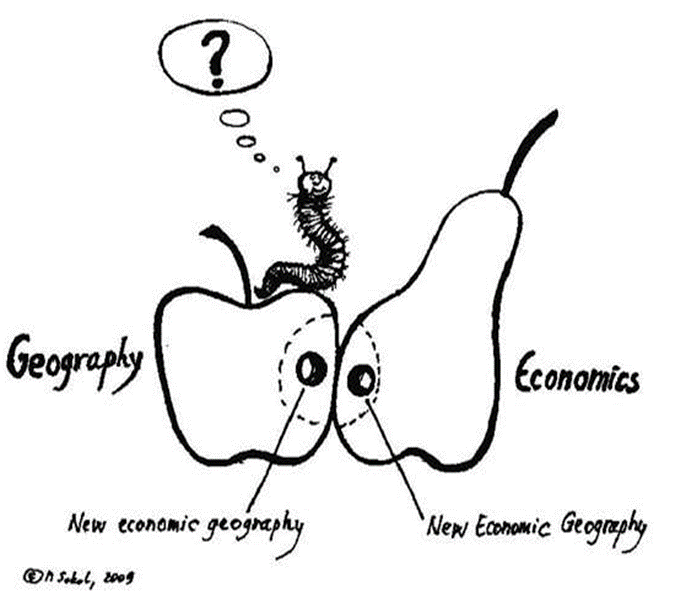 ?
Geography
Economics
New economic geography
New Economic Geography
© M Sokol, 2009